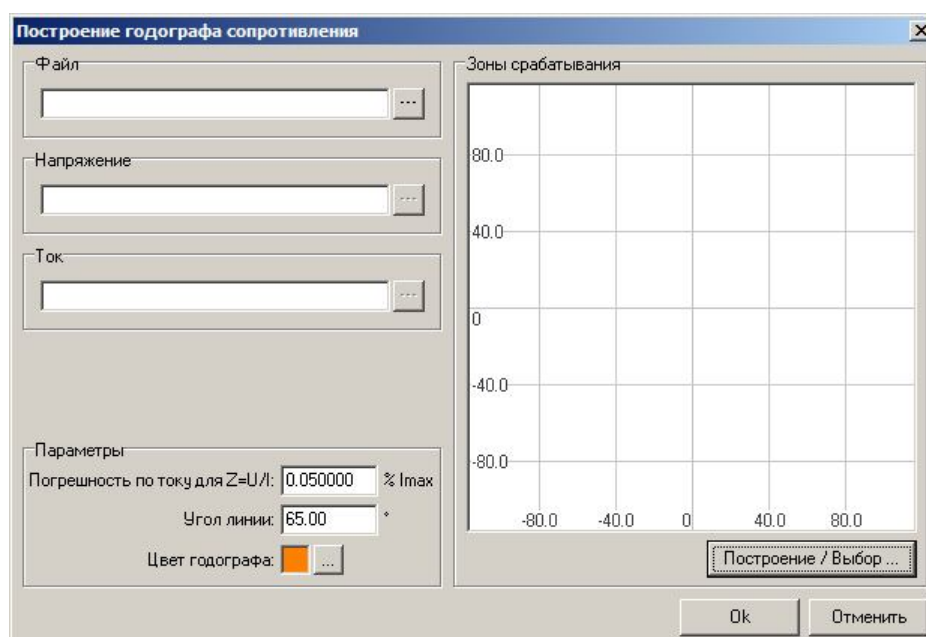 Построение годографа сопротивления
Файл
...
Напряжение
...
Ток
...
Параметры
Погрешность по току для Z=U/I: 0.050000 % Imax
Угол линии: 65.00 °
Цвет годографа: ...
Зоны срабатывания
80.0
40.0
0
-40.0
-80.0
-80.0 -40.0 0 40.0 80.0
Построение / Выбор ...
Ok Отменить